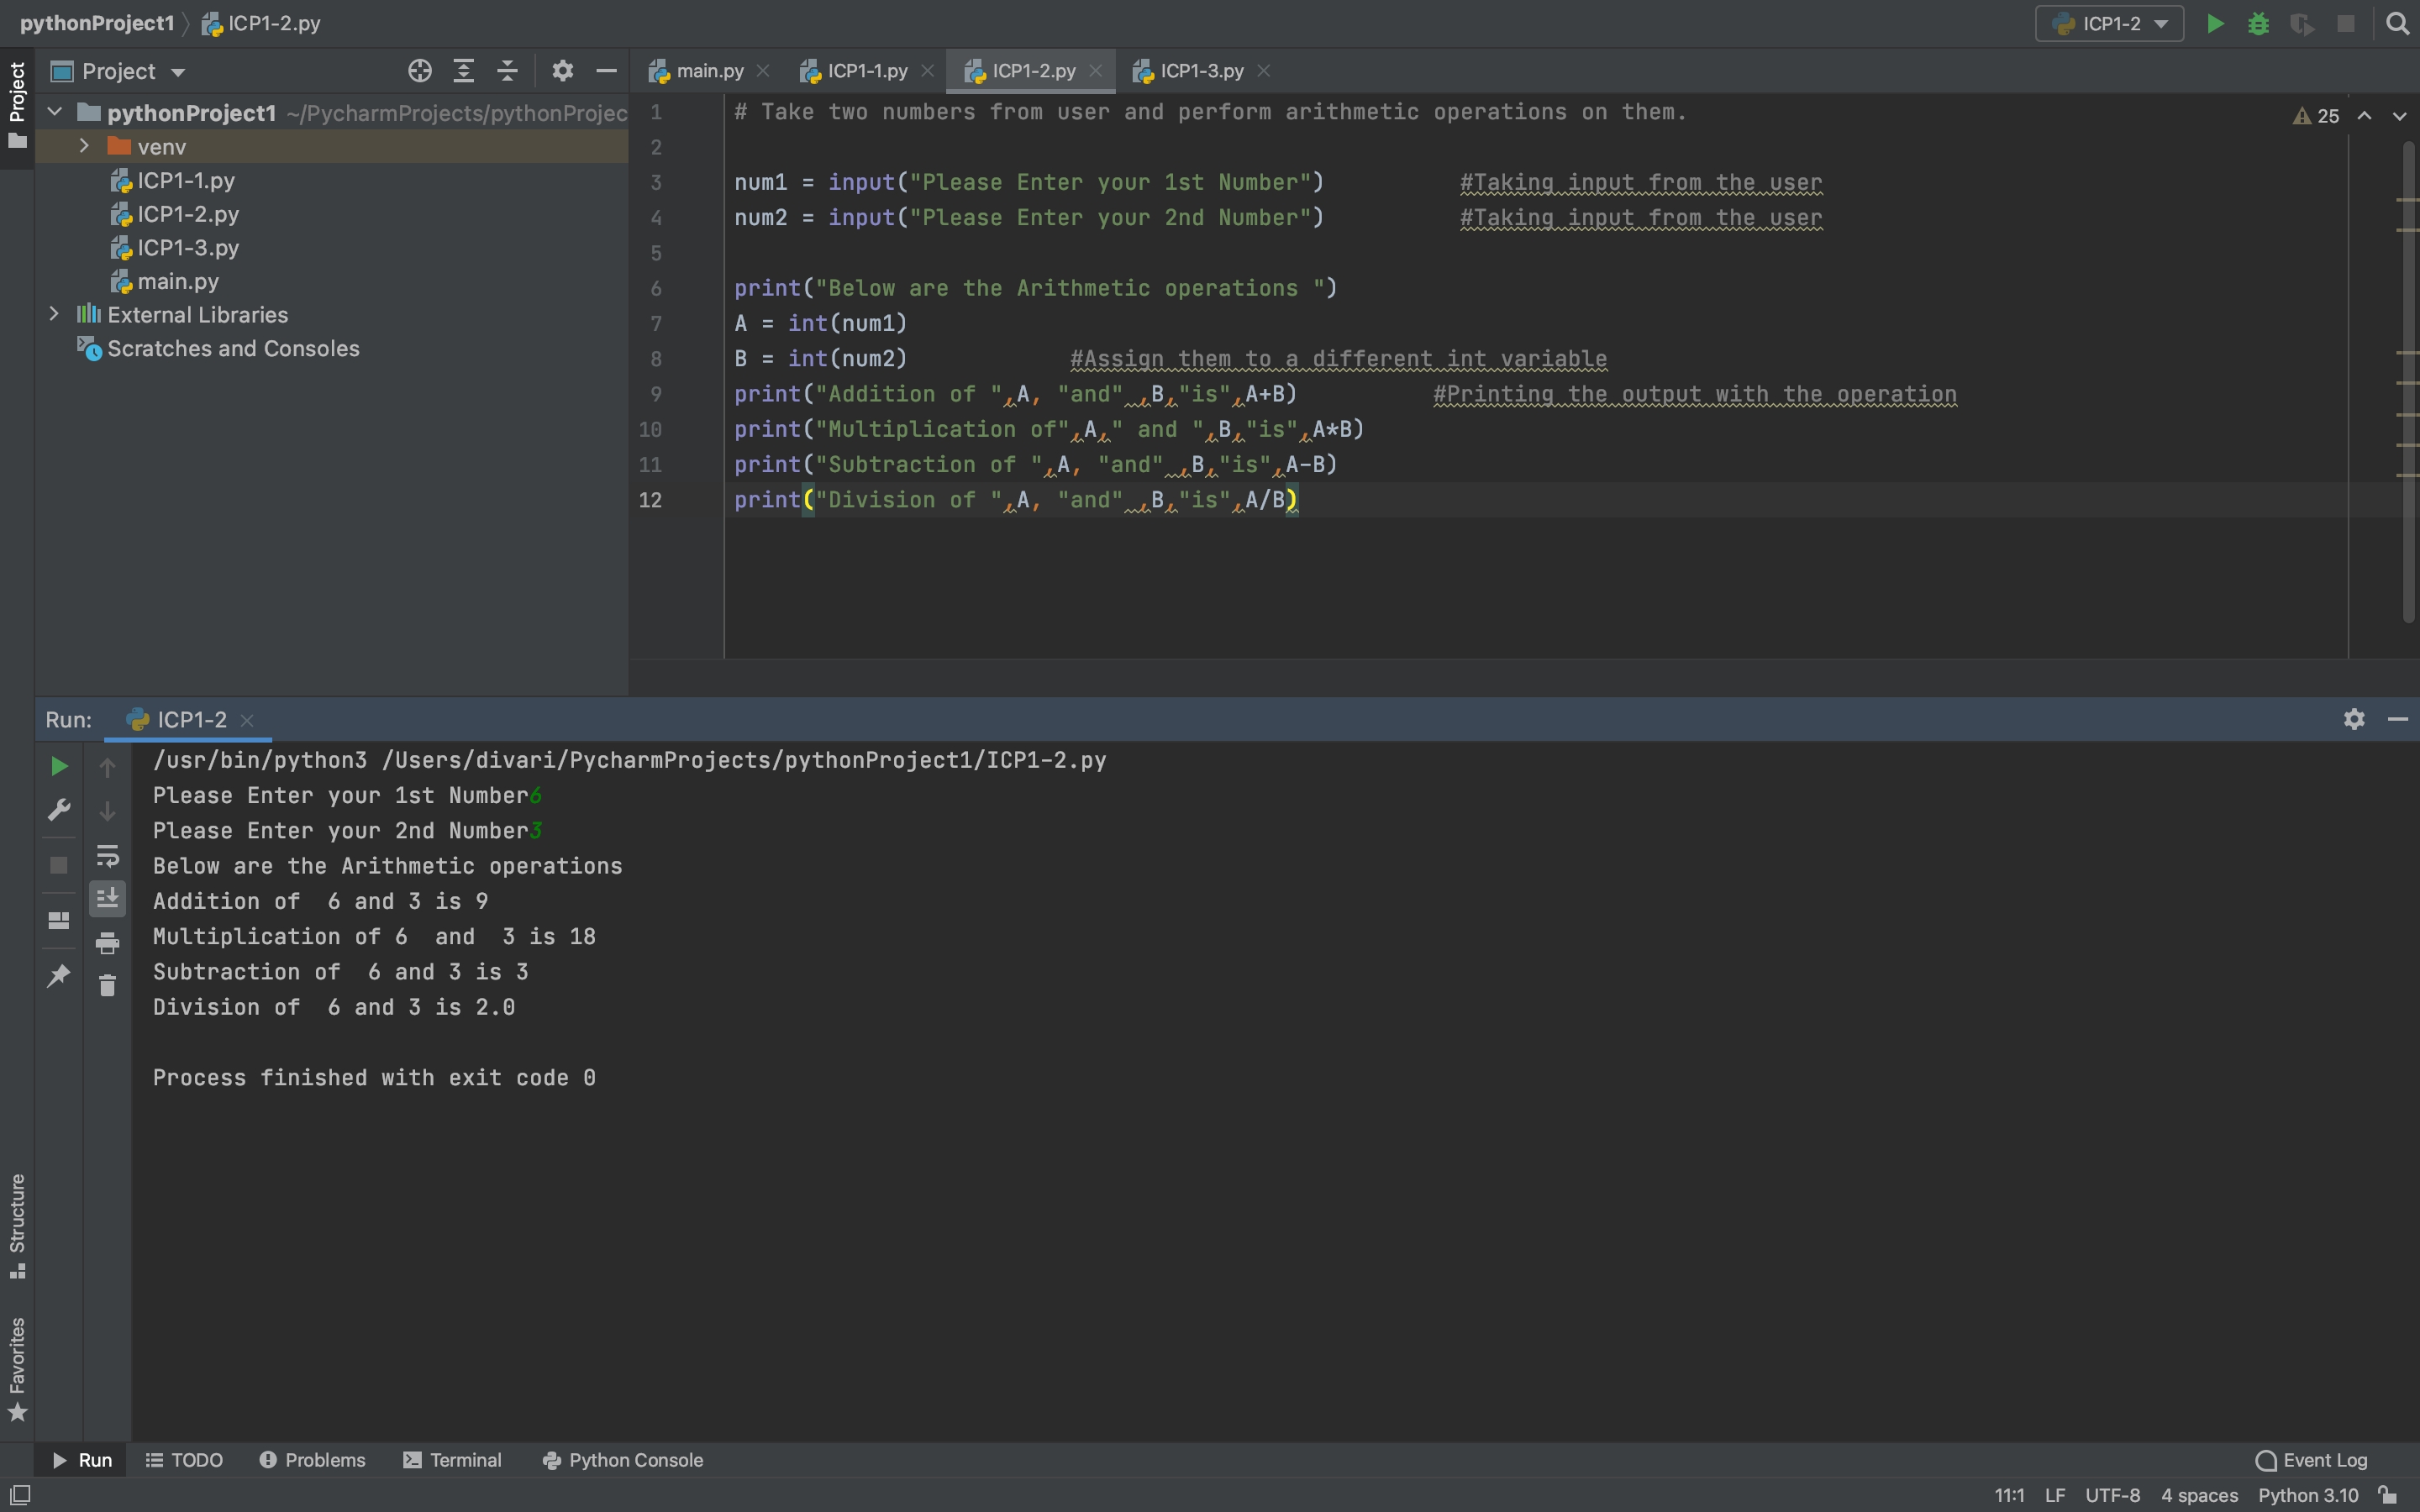 pythonProject1 ICP1-2.py ICP1-2
Project
Project
pythonProject1 ~/PycharmProjects/pythonProjec
venv
ICP1-1.py
ICP1-2.py
ICP1-3.py
main.py
External Libraries
Scratches and Consoles
main.py ICP1-1.py ICP1-2.py ICP1-3.py
25
1 # Take two numbers from user and perform arithmetic operations on them.
2
3 num1 = input("Please Enter your 1st Number") #Taking input from the user
4 num2 = input("Please Enter your 2nd Number") #Taking input from the user
5
6 print("Below are the Arithmetic operations ")
7 A = int(num1)
8 B = int(num2) #Assign them to a different int variable
9 print("Addition of ",A, "and" ,B,"is",A+B) #Printing the output with the operation
10 print("Multiplication of",A," and ",B,"is",A*B)
11 print("Subtraction of ",A, "and" ,B,"is",A-B)
12 print("Division of ",A, "and" ,B,"is",A/B)
Run: ICP1-2
/usr/bin/python3 /Users/divari/PycharmProjects/pythonProject1/ICP1-2.py
Please Enter your 1st Number6
Please Enter your 2nd Number3
Below are the Arithmetic operations
Addition of  6 and 3 is 9
Multiplication of 6  and  3 is 18
Subtraction of  6 and 3 is 3
Division of  6 and 3 is 2.0
Process finished with exit code 0
Structure
Favorites
Run TODO Problems Terminal Python Console Event Log
11:1 LF UTF-8 4 spaces Python 3.10